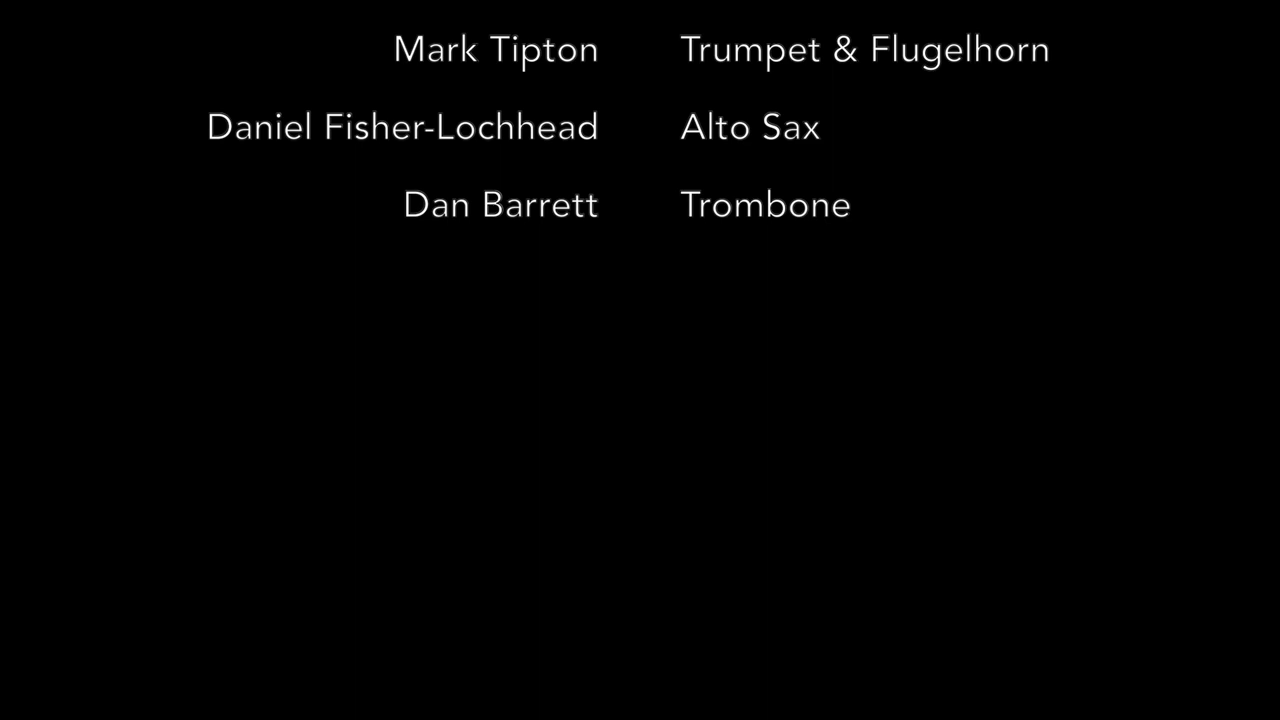 Mark Tipton Trumpet & Flugelhorn
Daniel Fisher-Lochhead Alto Sax
Dan Barrett Trombone